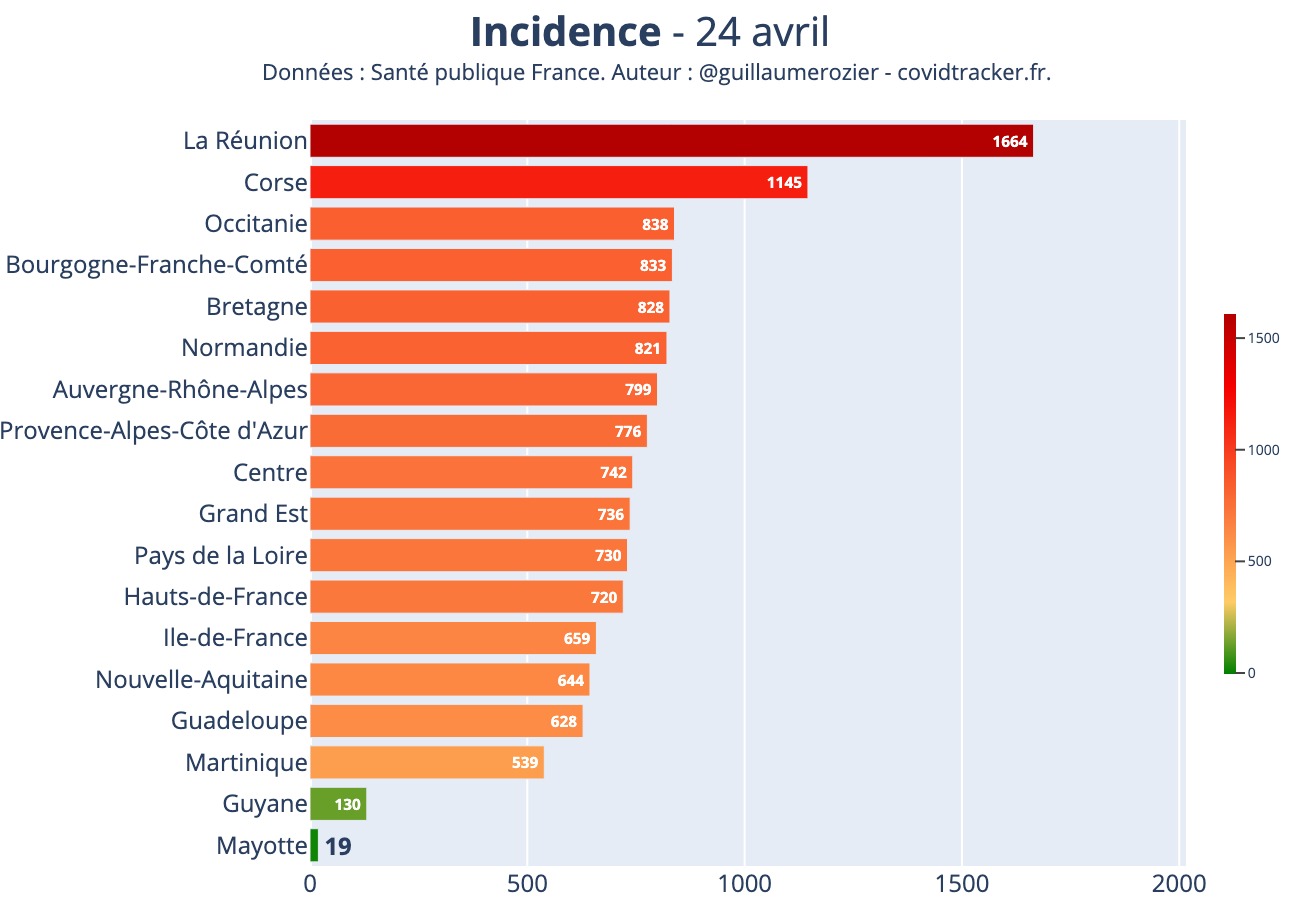 Incidence - 24 avril
Données : Santé publique France. Auteur : @guillaumerozier - covidtracker.fr.
La Réunion 1664
Corse 1145
Occitanie 838
Bourgogne-Franche-Comté 833
Bretagne 828
Normandie 821
Auvergne-Rhône-Alpes 799
Provence-Alpes-Côte d'Azur 776
Centre 742
Grand Est 736
Pays de la Loire 730
Hauts-de-France 720
Ile-de-France 659
Nouvelle-Aquitaine 644
Guadeloupe 628
Martinique 539
Guyane 130
Mayotte 19
0 500 1000 1500 2000
1500
1000
500
0